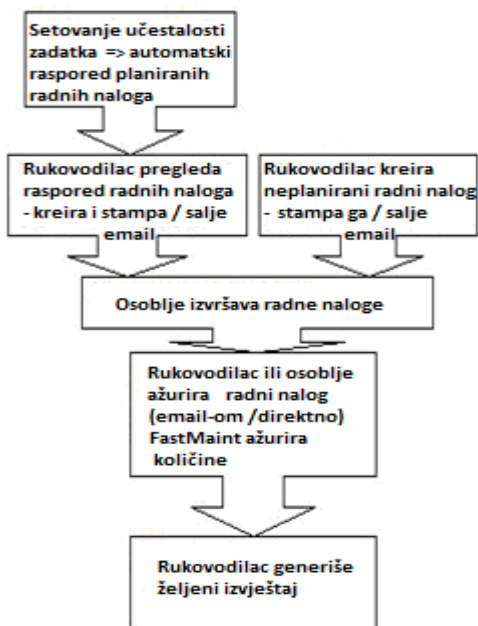 Setovanje učestalosti
zadatka => automatski
raspored planiranih
radnih naloga
Rukovodilac pregleda
raspored radnih naloga
- kreira i stampa / salje
email
Rukovodilac kreira
neplanirani radni nalog
- stampa ga / salje
email
Osoblje izvršava radne naloge
Rukovodilac ili osoblje
ažurira radni nalog
(email-om /direktno)
FastMaint ažurira
količine
Rukovodilac generiše
željeni izvještaj